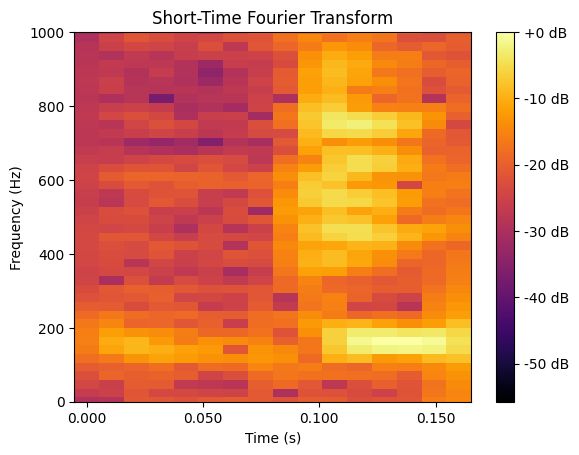 Short-Time Fourier Transform
1000
800
600
400
200
0
Frequency (Hz)
0.000
0.050
0.100
0.150
Time (s)
+0 dB
-10 dB
-20 dB
-30 dB
-40 dB
-50 dB